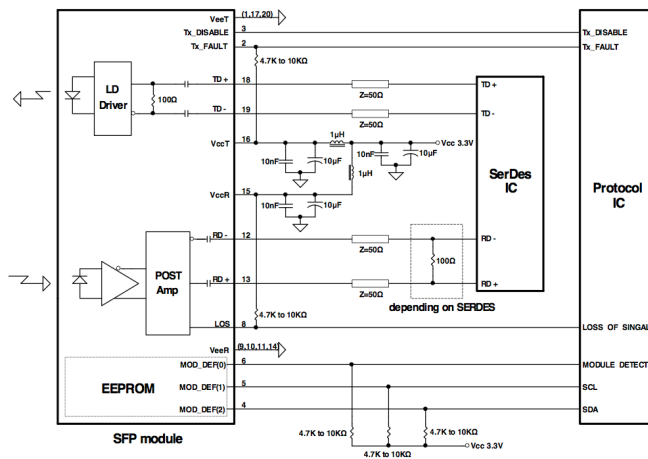 VeeT (1,17,20)
Tx_DISABLE 3 Tx_DISABLE
Tx_FAULT 2 Tx_FAULT
4.7K to 10KΩ
LD Driver
100Ω
TD+ 18 Z=50Ω TD+
TD - 19 Z=50Ω TD -
VccT 16
1μH
Vcc 3.3V
10nF 10μF 10nF 10μF
1μH
SerDes IC
Protocol IC
VccR 15
10nF 10μF
RD - 12 Z=50Ω RD -
100Ω
POST Amp
RD+ 13 Z=50Ω RD+
depending on SERDES
4.7K to 10KΩ
LOS 8 LOSS OF SINGAL
VeeR (9,10,11,14)
EEPROM
MOD_DEF(0) 6 MODULE DETECT
MOD_DEF(1) 5 SCL
MOD_DEF(2) 4 SDA
4.7K to 10KΩ 4.7K to 10KΩ
4.7K to 10KΩ
Vcc 3.3V
SFP module